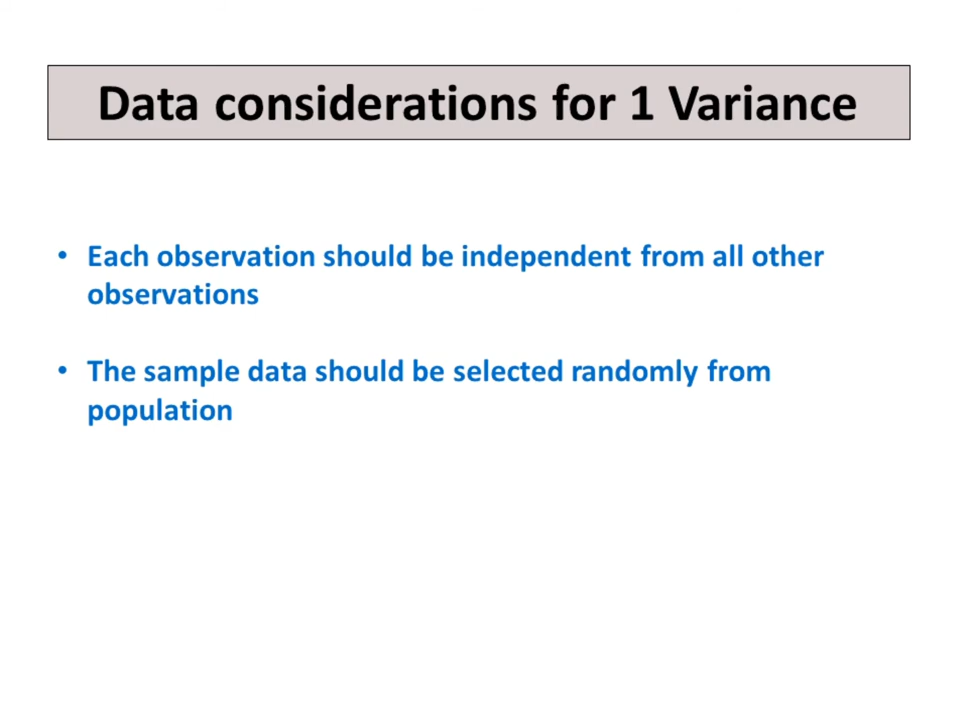 Data considerations for 1 Variance
• Each observation should be independent from all other
observations
• The sample data should be selected randomly from
population